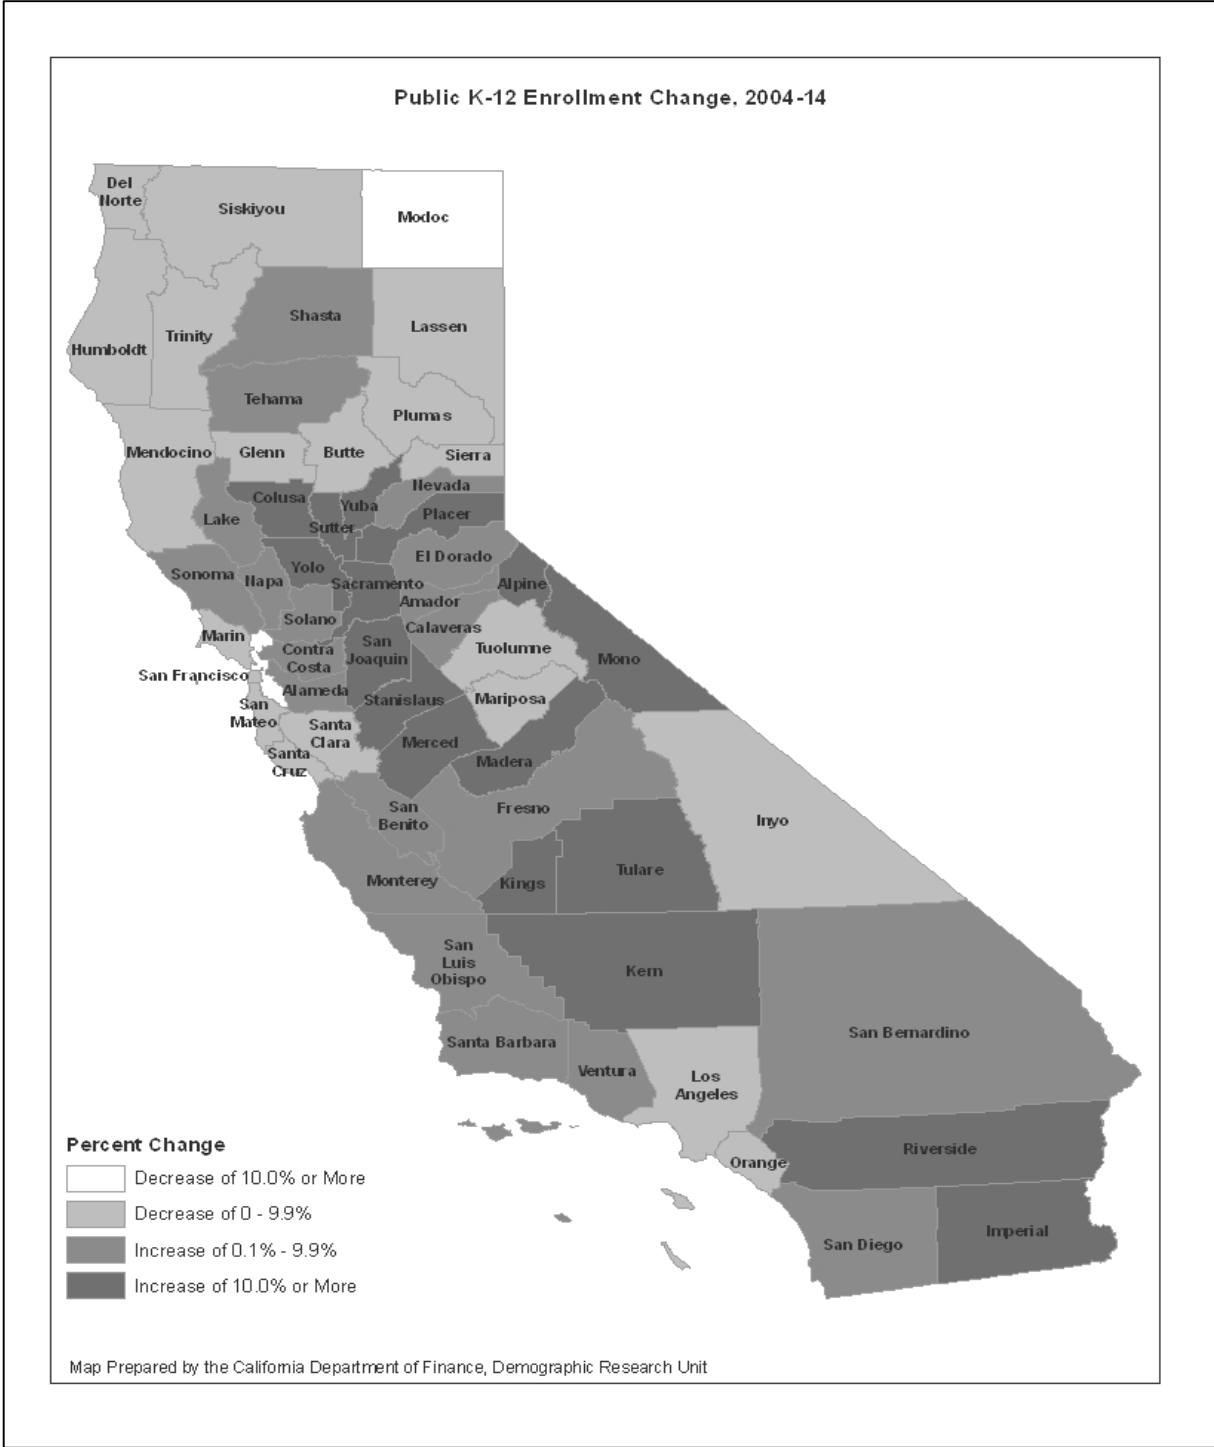 Public K-12 Enrollment Change, 2004-14
Del
Norte
Siskiyou
Modoc
Shasta
Lassen
Trinity
Humboldt
Tehama
Plumas
Mendocino
Glenn
Butte
Sierra
Nevada
Colusa
Yuba
Placer
Lake
Sutter
El Dorado
Yolo
Sonoma
Napa
Sacramento
Alpine
Amador
Solano
Calaveras
Marin
San
Joaquin
Tuolumne
Contra
Costa
Mono
San Francisco
Alameda
Stanislaus
Mariposa
San
Mateo
Santa
Clara
Merced
Santa
Cruz
Madera
San
Benito
Fresno
Inyo
Monterey
Kings
Tulare
San
Luis
Obispo
Kern
San Bernardino
Santa Barbara
Ventura
Los
Angeles
Riverside
Orange
San Diego
Imperial
Percent Change
Decrease of 10.0% or More
Decrease of 0 - 9.9%
Increase of 0.1% - 9.9%
Increase of 10.0% or More
Map Prepared by the California Department of Finance, Demographic Research Unit